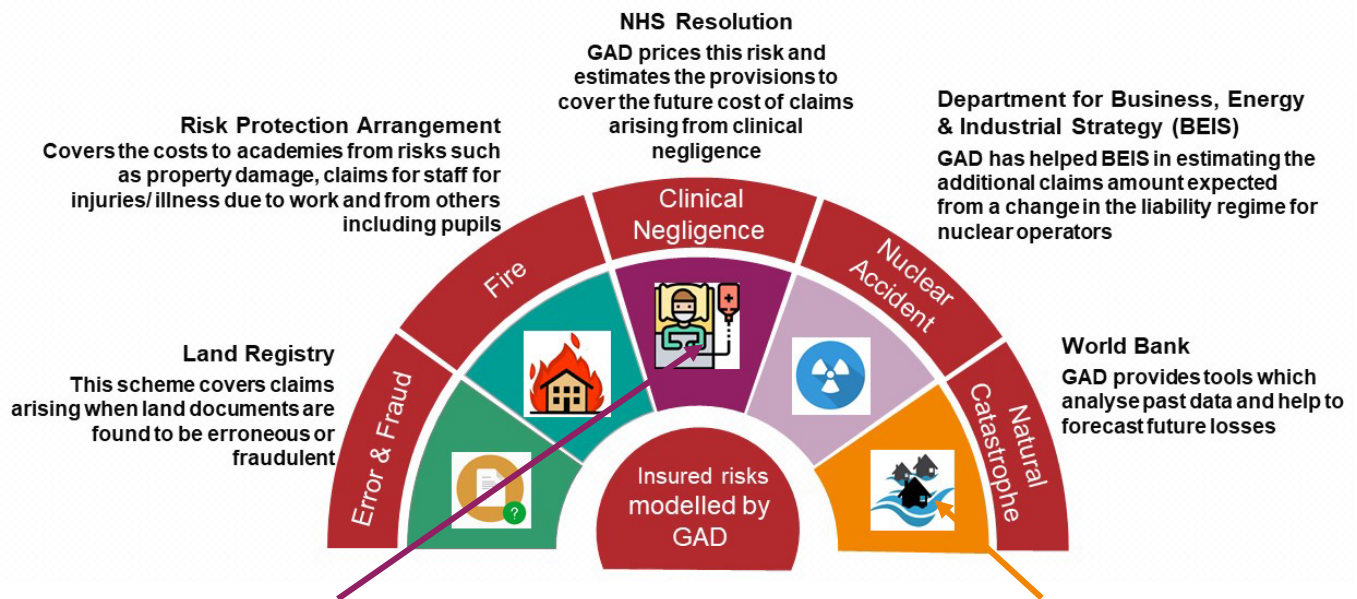 NHS Resolution
GAD prices this risk and
estimates the provisions to
cover the future cost of claims
arising from clinical
negligence
Department for Business, Energy
& Industrial Strategy (BEIS)
GAD has helped BEIS in estimating the
additional claims amount expected
from a change in the liability regime for
nuclear operators
Risk Protection Arrangement
Covers the costs to academies from risks such
as property damage, claims for staff for
injuries/ illness due to work and from others
including pupils
Land Registry
This scheme covers claims
arising when land documents are
found to be erroneous or
fraudulent
World Bank
GAD provides tools which
analyse past data and help to
forecast future losses
Error & Fraud
Fire
Clinical
Negligence
Nuclear
Accident
Natural
Catastrophe
?
Insured risks
modelled by
GAD